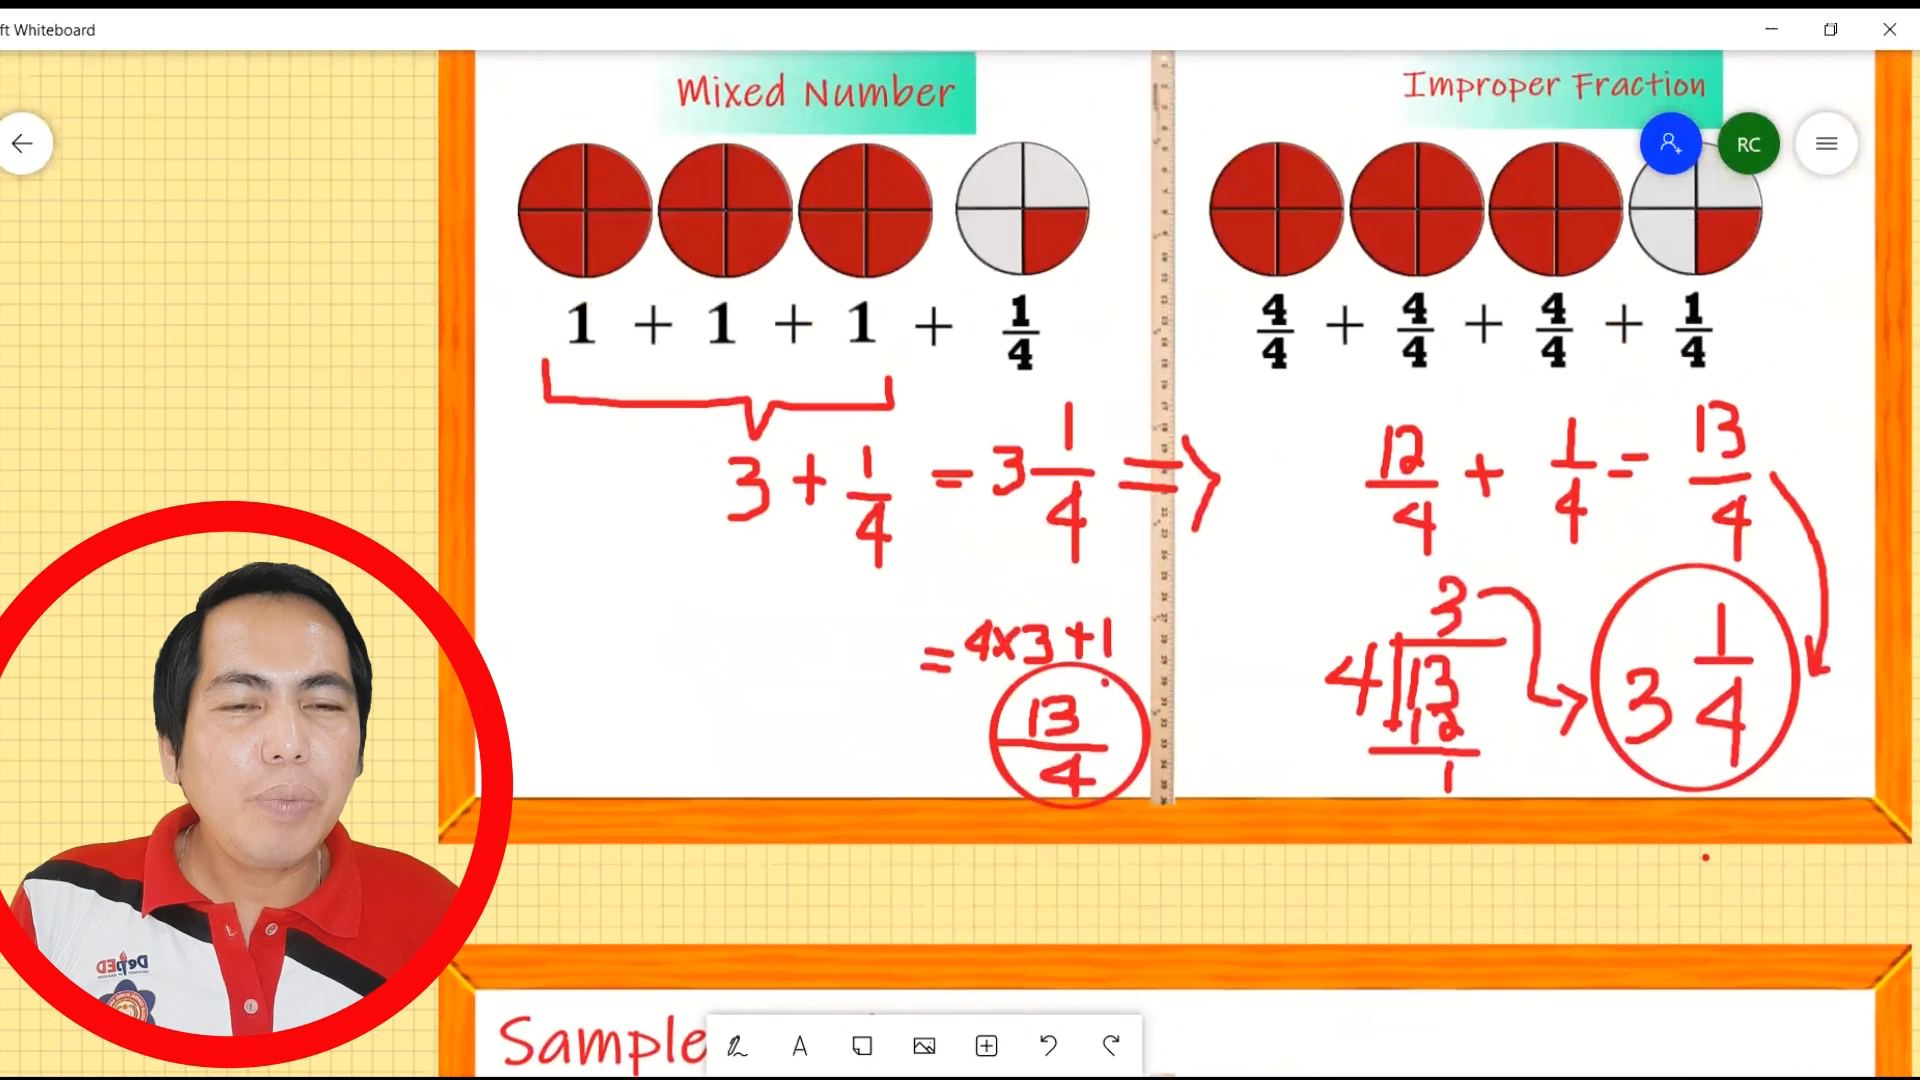 ft Whiteboard
Mixed Number
Improper Fraction
RC
1 + 1 + 1 + 1/4
4/4 + 4/4 + 4/4 + 1/4
3 + 1/4 = 3 1/4 ⇒
12/4 + 1/4 = 13/4
= 4x3+1
13/4
3
4 13
- 12
1
3 1/4
DepED
Sample
A